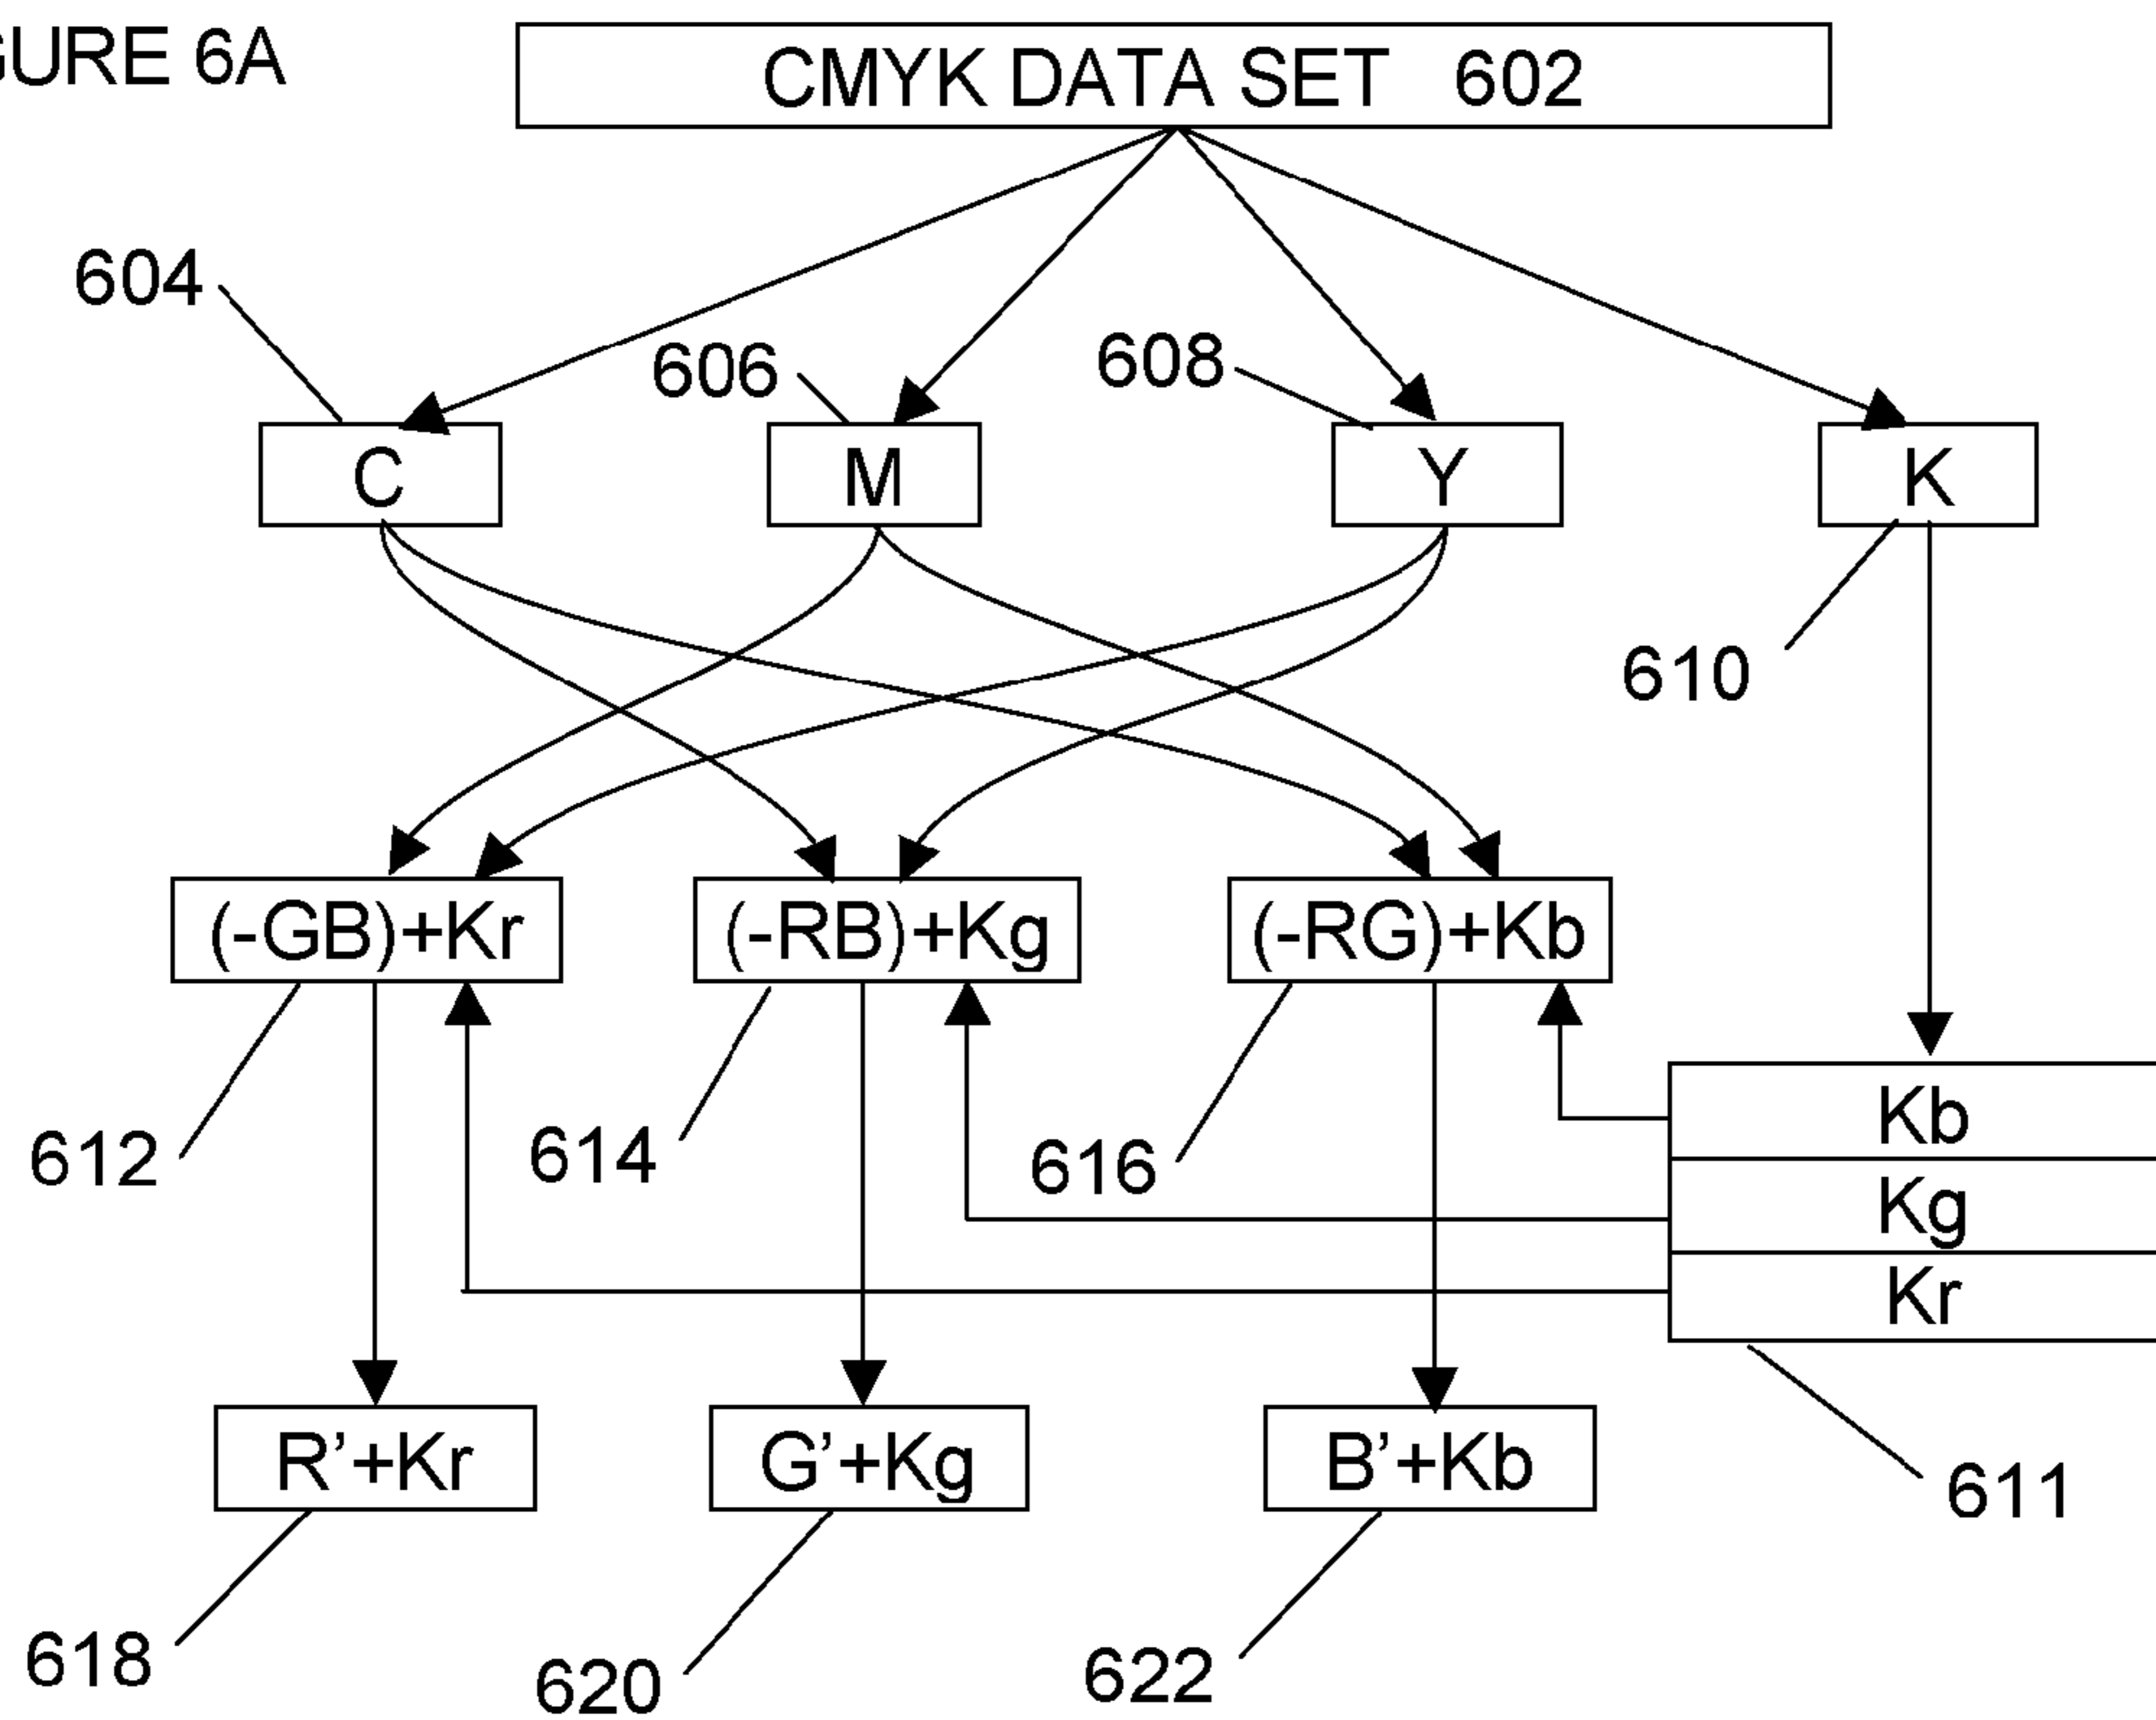 GURE 6A
CMYK DATA SET 602
604
606
608
C
M
Y
K
610
(-GB)+Kr
(-RB)+Kg
(-RG)+Kb
Kb
612
614
616
Kg
Kr
R’+Kr
G’+Kg
B’+Kb
611
618
620
622